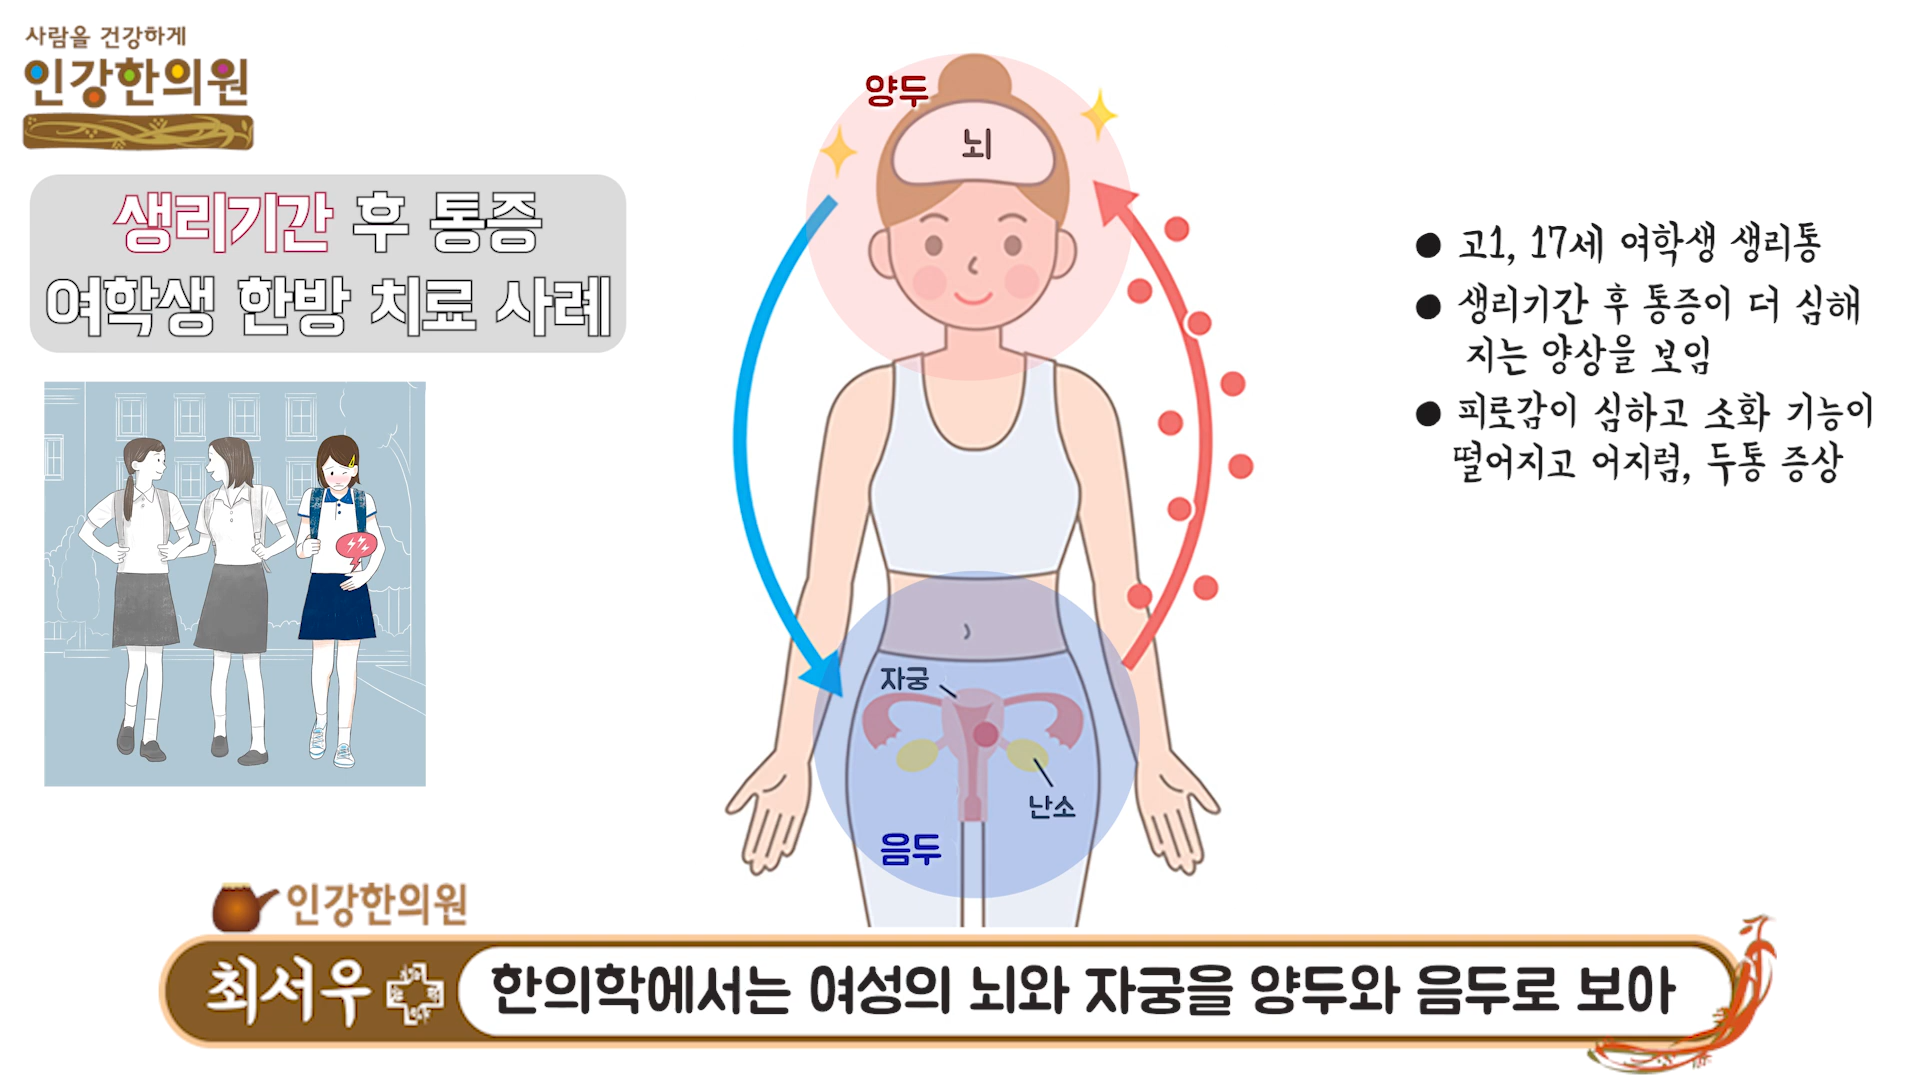 사람을 건강하게
인강한의원
생리기간 후 통증
여학생 한방 치료 사례
양두
뇌
자궁
난소
음두
● 고1, 17세 여학생 생리통
● 생리기간 후 통증이 더 심해
지는 양상을 보임
● 피로감이 심하고 소화 기능이
떨어지고 어지럼, 두통 증상
인강한의원
최서우
한의학에서는 여성의 뇌와 자궁을 양두와 음두로 보아